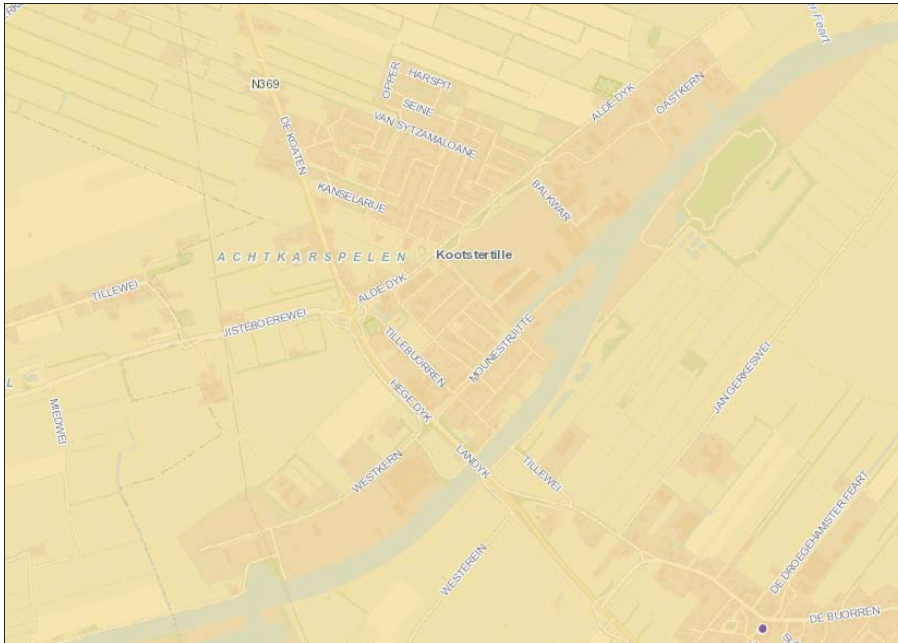 N369
OPPER
HARSPIT
SEINE
VAN SYTZAMALOANE
ALDE DYK
OASTKERN
DE KOATEN
KANSELARIJE
BALKWAR
ACHTKARSPELEN
Kootstertille
ALDE DYK
TILLEWEI
JISTEBOEREWEI
TILLEBUORREN
MOUNESTRJITTE
HEGE DYK
JAN GERKESWEI
MIEDWEI
LANDYK
TILLEWEI
WESTKERN
WESTEREIN
DE DROEGEHAMSTER FEART
DE BUORREN